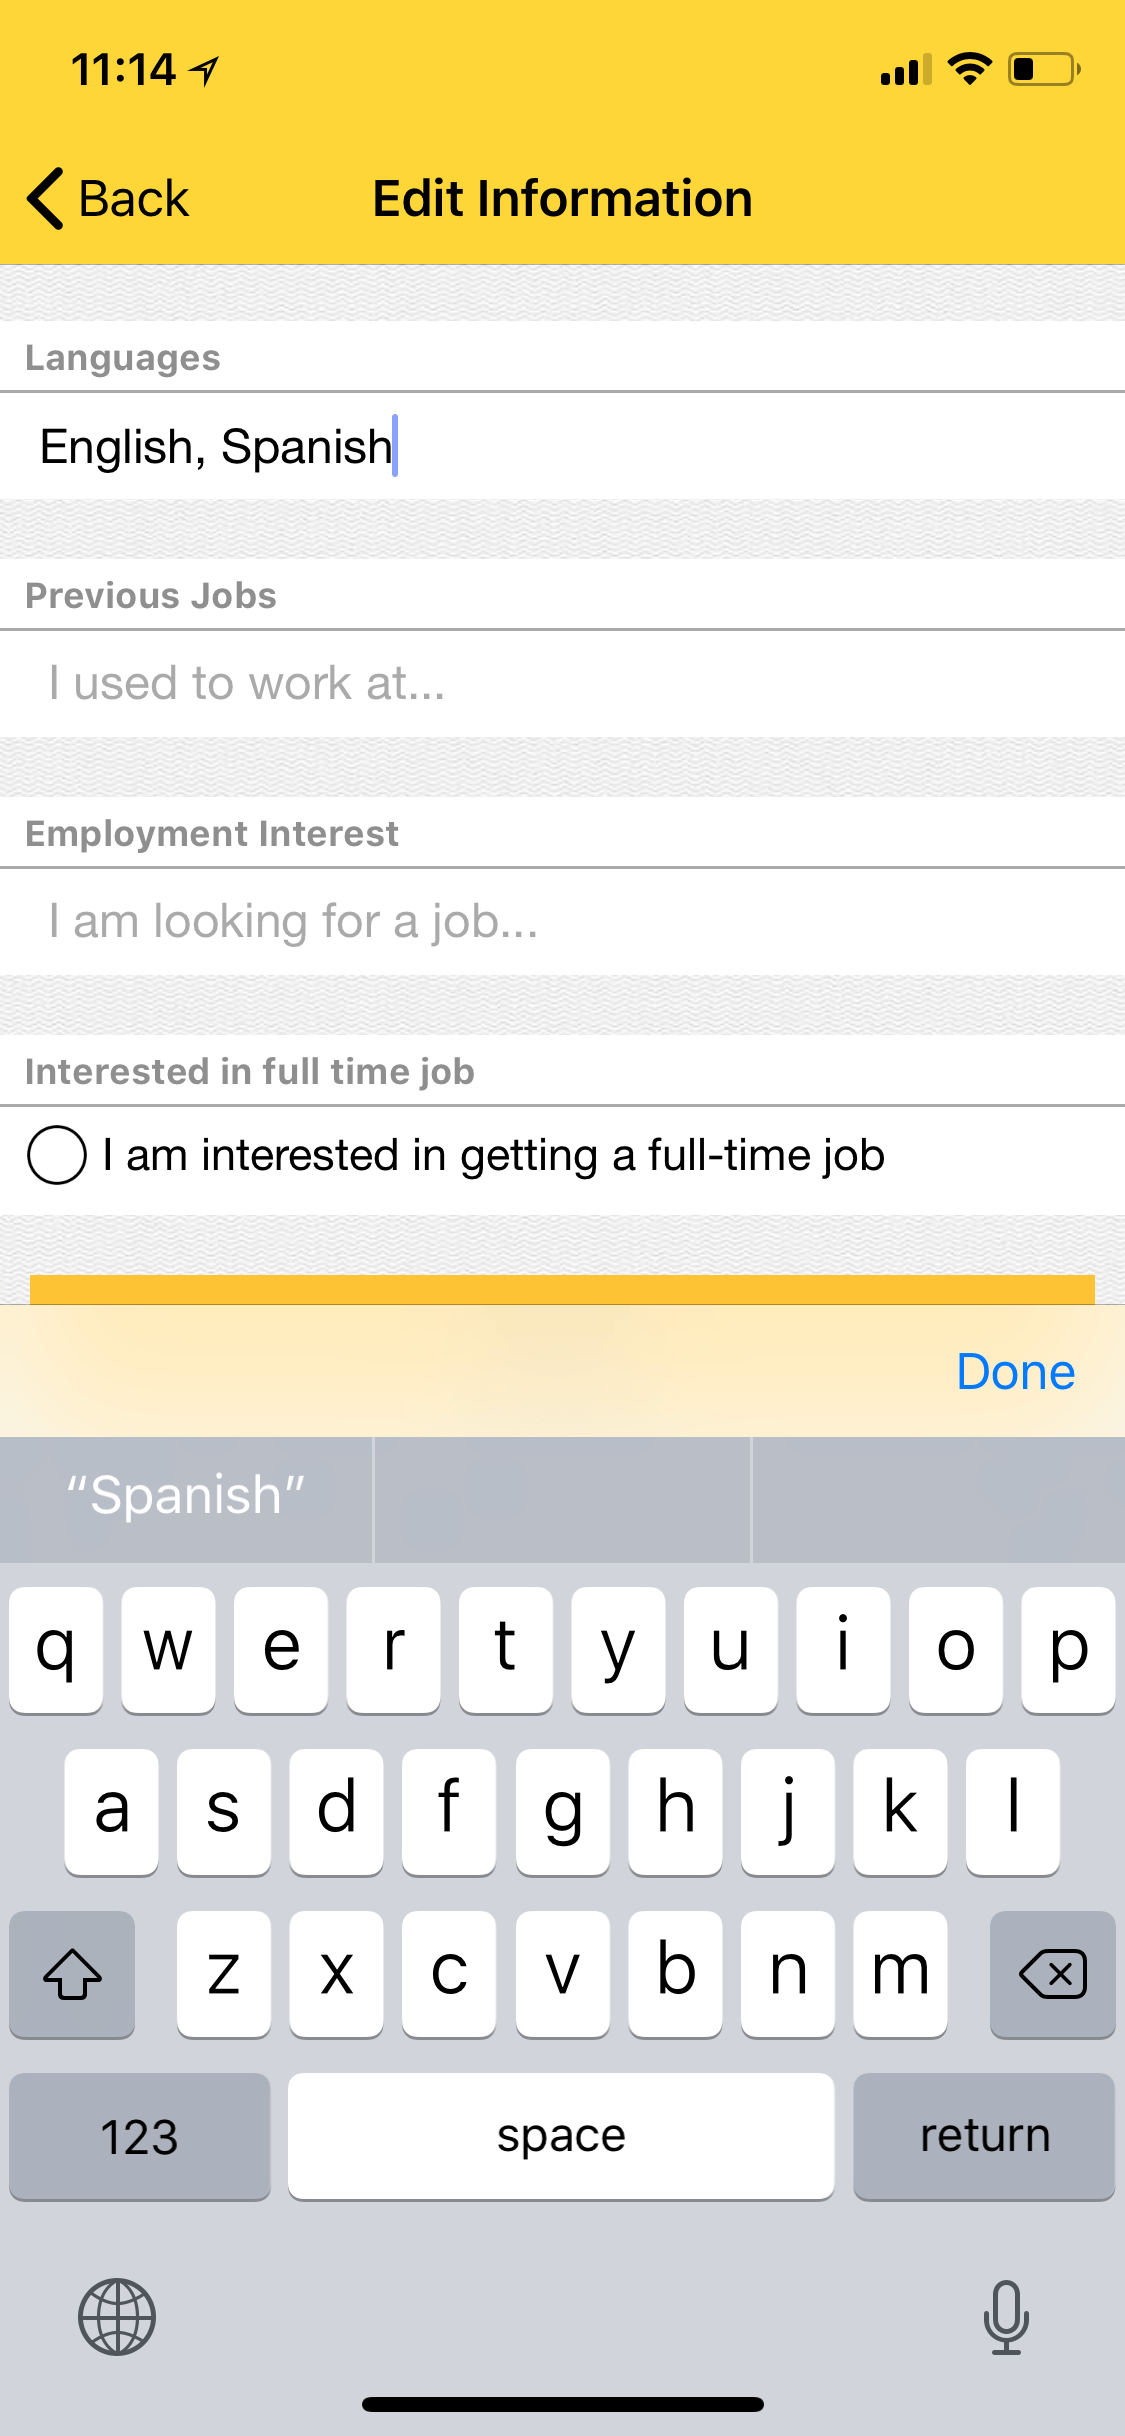 11:14
Back
Edit Information
Languages
English, Spanish
Previous Jobs
I used to work at...
Employment Interest
I am looking for a job...
Interested in full time job
I am interested in getting a full-time job
Done
“Spanish”
q w e r t y u i o p
a s d f g h j k l
z x c v b n m
123 space return